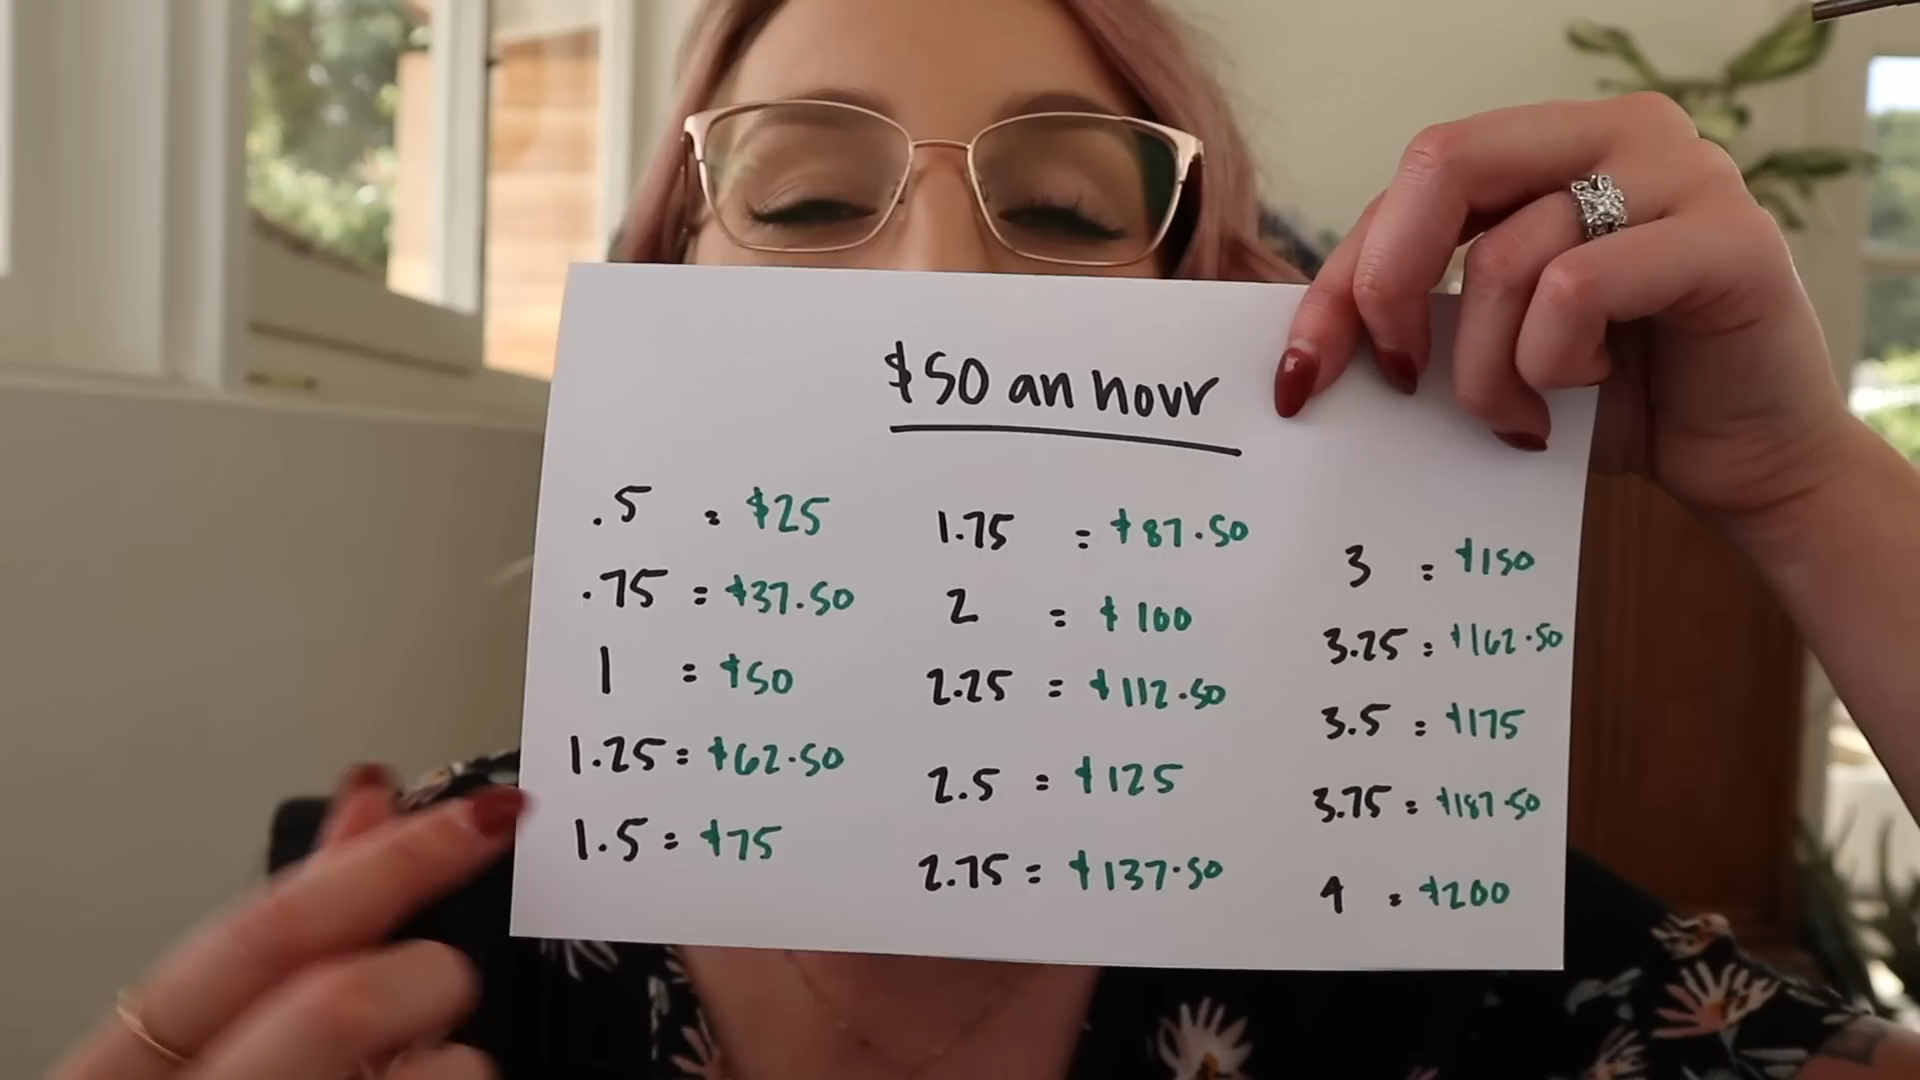 $50 an hour
.5 = $25
.75 = $37.50
1 = $50
1.25 = $62.50
1.5 = $75
1.75 = $87.50
2 = $100
2.25 = $112.50
2.5 = $125
2.75 = $137.50
3 = $150
3.25 = $162.50
3.5 = $175
3.75 = $187.50
4 = $200